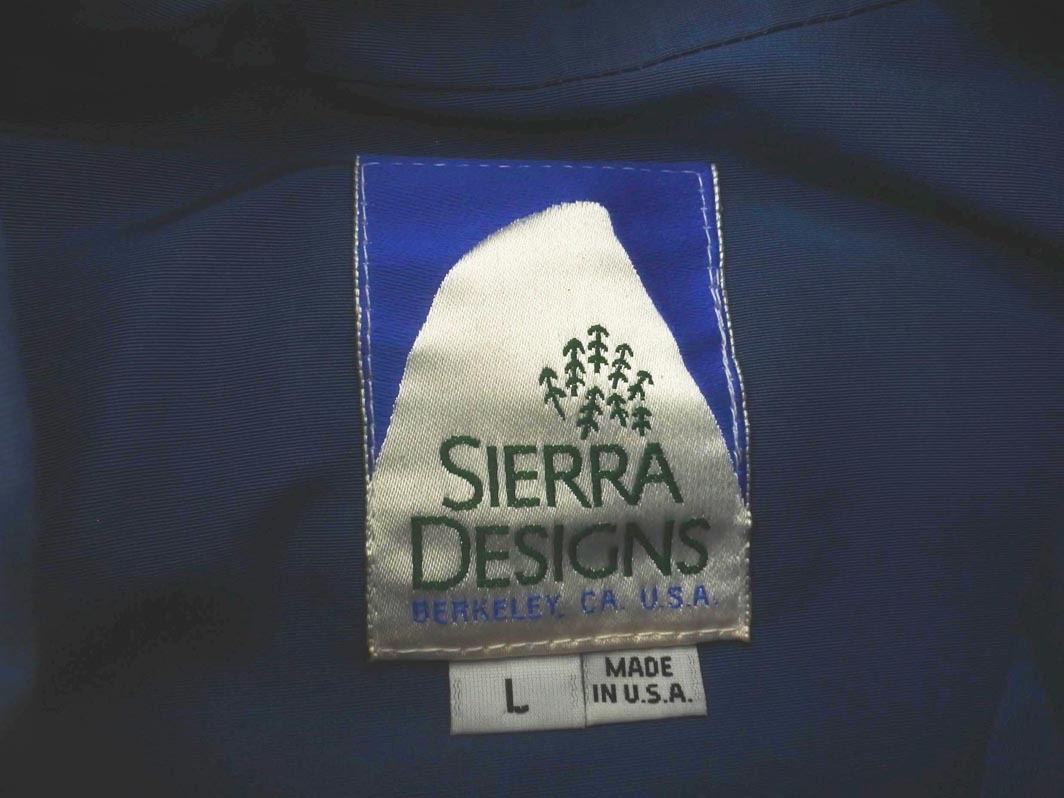 SIERRA
DESIGNS
BERKELEY, CA. U.S.A.
L
MADE
IN U.S.A.